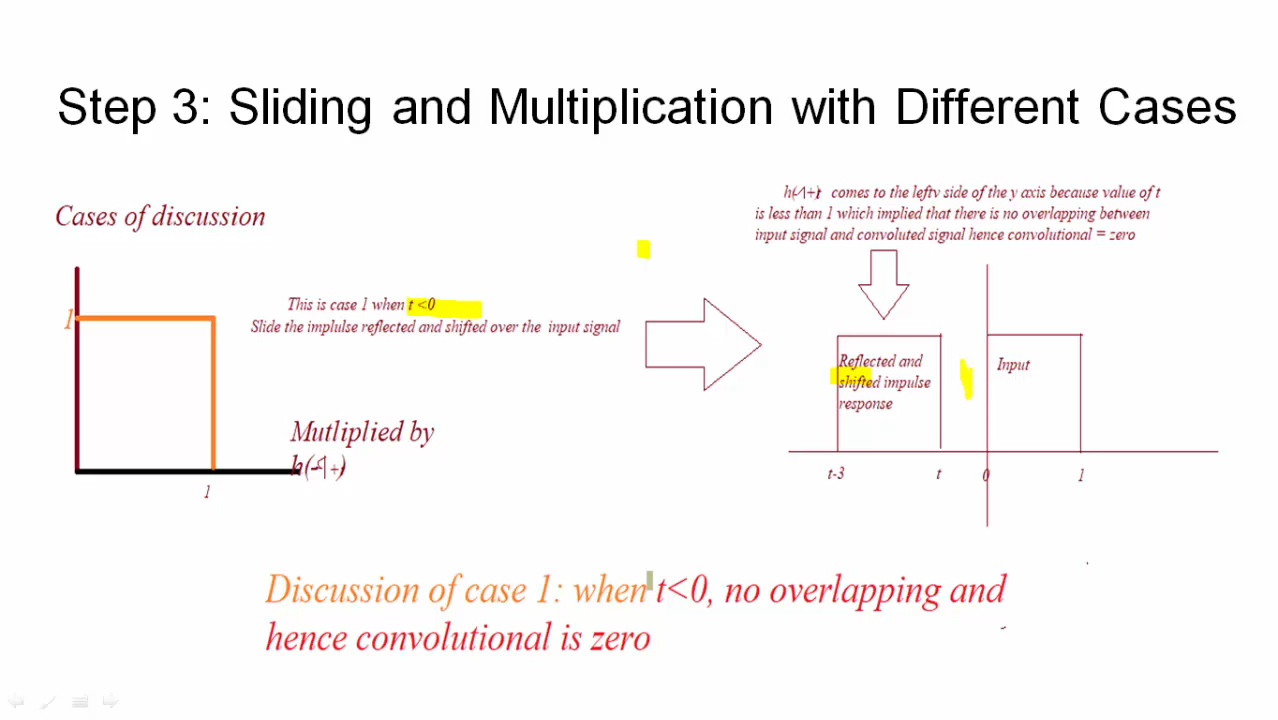 Step 3: Sliding and Multiplication with Different Cases
Cases of discussion
1
1
This is case 1 when t <0
Slide the implulse reflected and shifted over the input signal
Mutliplied by
comes to the leftv side of the y axis because value of t
is less than 1 which implied that there is no overlapping between
input signal and convoluted signal hence convolutional = zero
Reflected and
shifted impulse
response
Input
t-3
t
0
1
Discussion of case 1: when t<0, no overlapping and
hence convolutional is zero